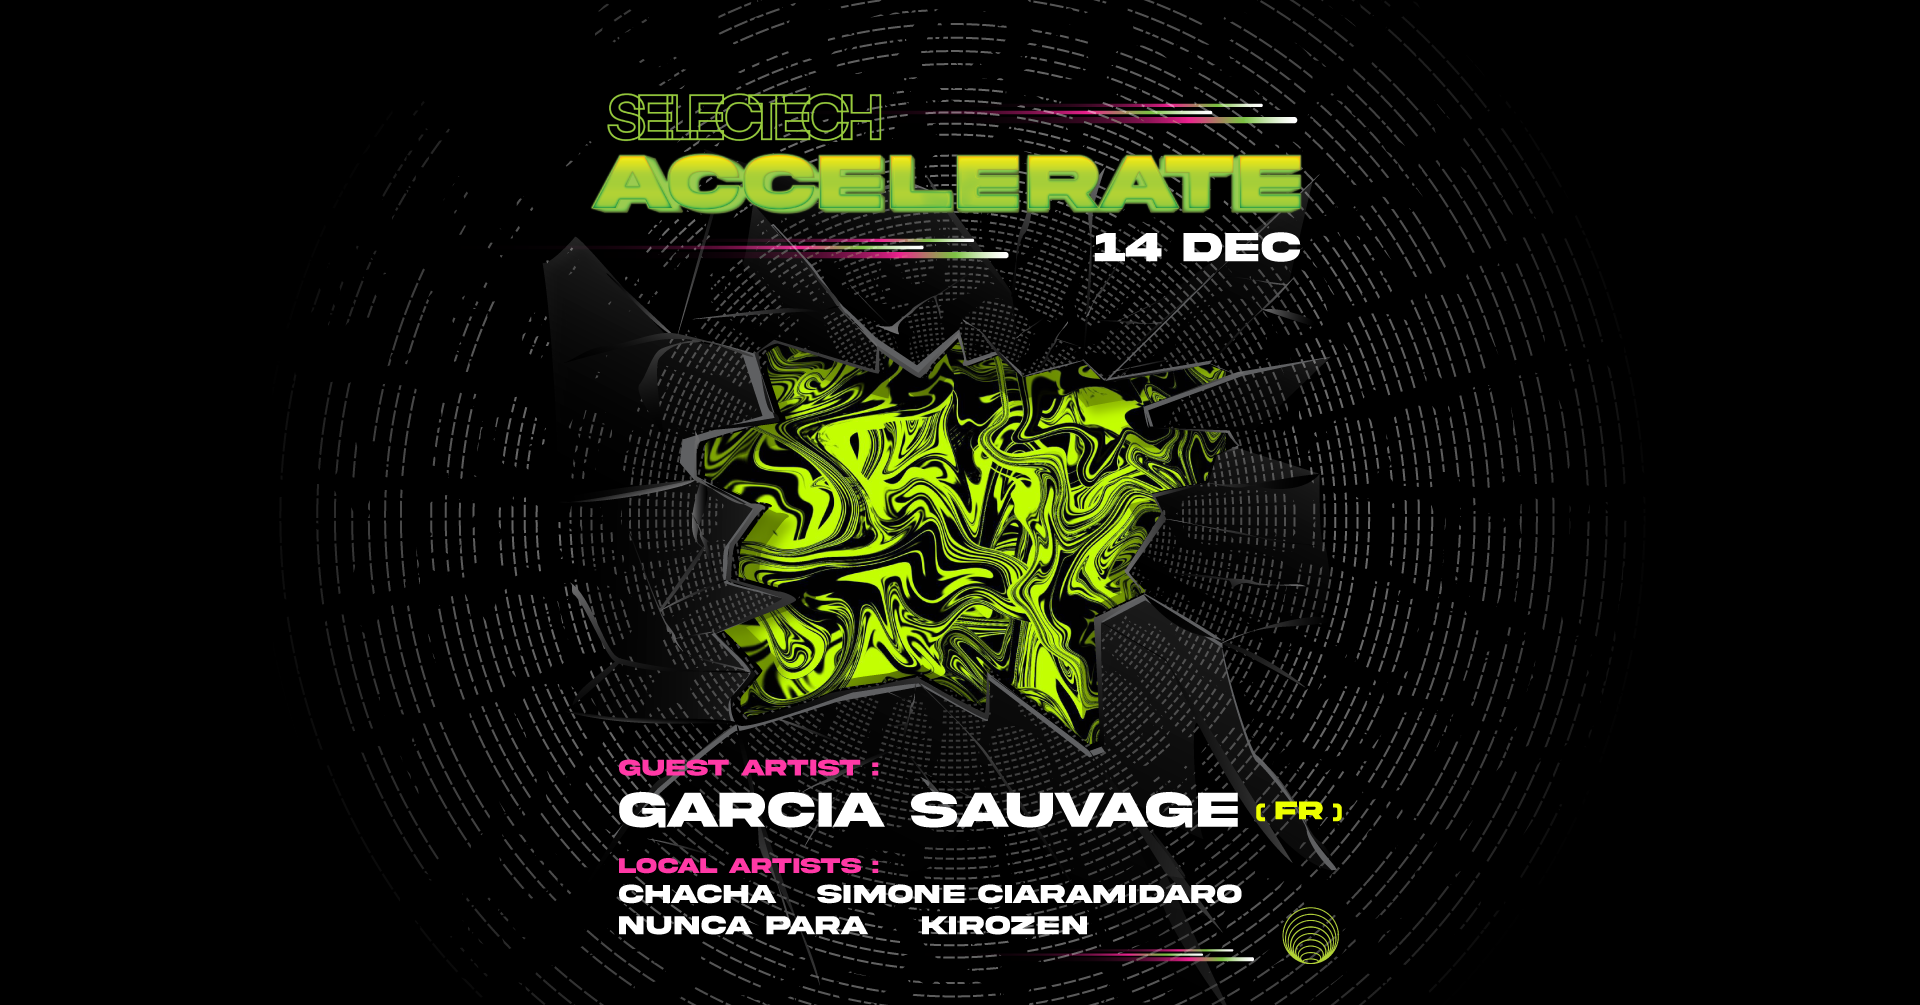 SELECTECH
ACCELERATE
14 DEC
GUEST ARTIST :
GARCIA SAUVAGE ( FR )
LOCAL ARTISTS :
CHACHA SIMONE CIARAMIDARO
NUNCA PARA KIROZEN